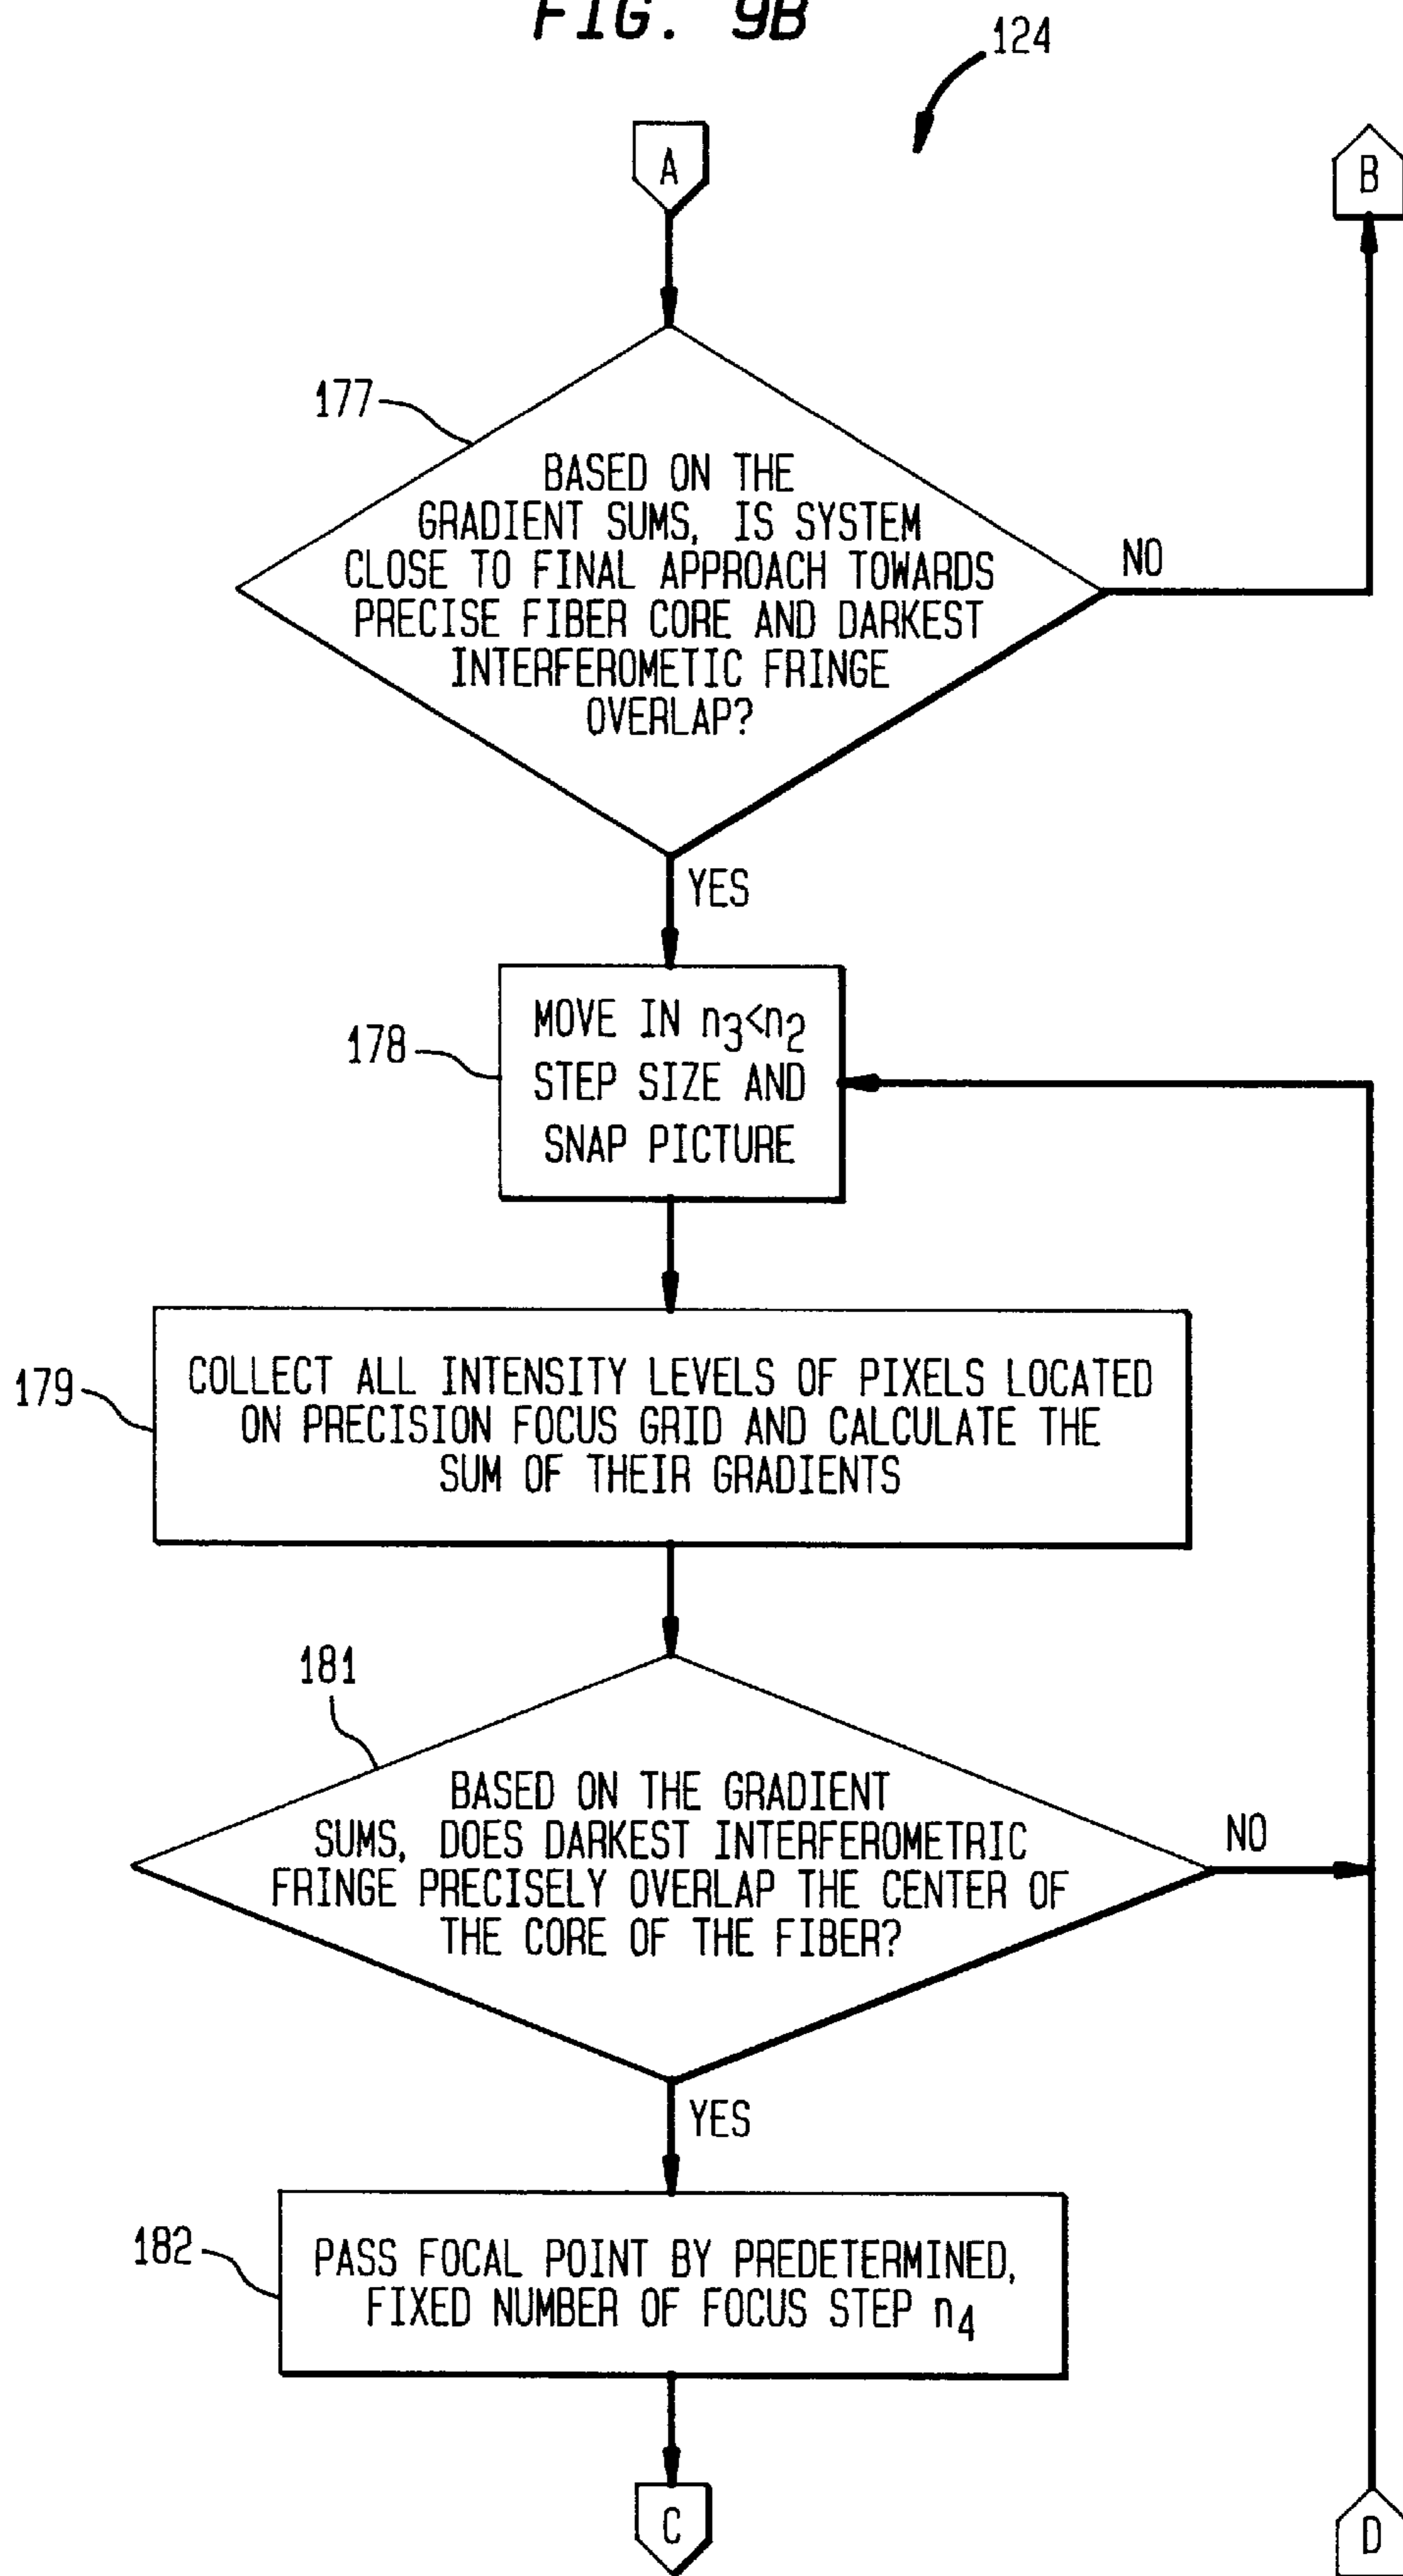 FIG. 9B
124
A
B
177
BASED ON THE
GRADIENT SUMS, IS SYSTEM
CLOSE TO FINAL APPROACH TOWARDS
PRECISE FIBER CORE AND DARKEST
INTERFEROMETIC FRINGE
OVERLAP?
NO
YES
178
MOVE IN n3<n2
STEP SIZE AND
SNAP PICTURE
179
COLLECT ALL INTENSITY LEVELS OF PIXELS LOCATED
ON PRECISION FOCUS GRID AND CALCULATE THE
SUM OF THEIR GRADIENTS
181
BASED ON THE GRADIENT
SUMS, DOES DARKEST INTERFEROMETRIC
FRINGE PRECISELY OVERLAP THE CENTER OF
THE CORE OF THE FIBER?
NO
YES
182
PASS FOCAL POINT BY PREDETERMINED,
FIXED NUMBER OF FOCUS STEP n4
C
D